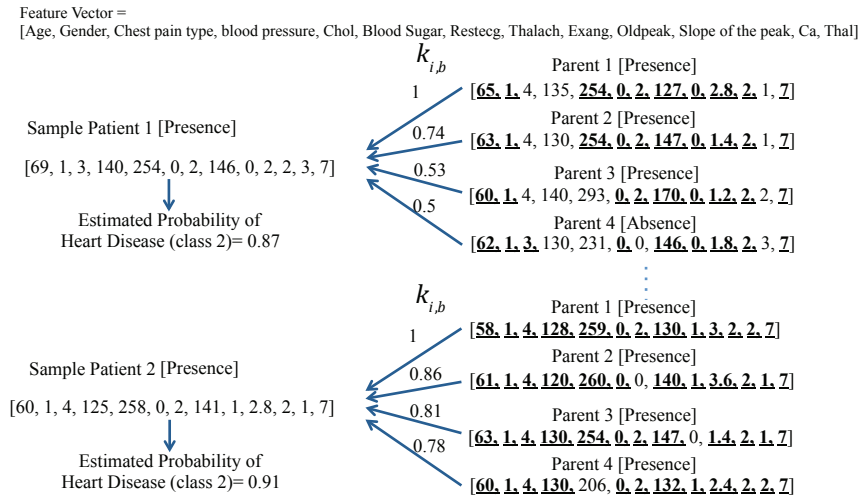 Feature Vector =
[Age, Gender, Chest pain type, blood pressure, Chol, Blood Sugar, Restecg, Thalach, Exang, Oldpeak, Slope of the peak, Ca, Thal]
k_{i,b}
Parent 1 [Presence]
1
[65, 1, 4, 135, 254, 0, 2, 127, 0, 2.8, 2, 1, 7]
Sample Patient 1 [Presence]
Parent 2 [Presence]
0.74
[63, 1, 4, 130, 254, 0, 2, 147, 0, 1.4, 2, 1, 7]
[69, 1, 3, 140, 254, 0, 2, 146, 0, 2, 2, 3, 7]
Parent 3 [Presence]
0.53
[60, 1, 4, 140, 293, 0, 2, 170, 0, 1.2, 2, 2, 7]
0.5
Estimated Probability of
Heart Disease (class 2)= 0.87
Parent 4 [Absence]
[62, 1, 3, 130, 231, 0, 0, 146, 0, 1.8, 2, 3, 7]
k_{i,b}
Parent 1 [Presence]
1
[58, 1, 4, 128, 259, 0, 2, 130, 1, 3, 2, 2, 7]
Sample Patient 2 [Presence]
Parent 2 [Presence]
0.86
[61, 1, 4, 120, 260, 0, 0, 140, 1, 3.6, 2, 1, 7]
[60, 1, 4, 125, 258, 0, 2, 141, 1, 2.8, 2, 1, 7]
Parent 3 [Presence]
0.81
[63, 1, 4, 130, 254, 0, 2, 147, 0, 1.4, 2, 1, 7]
0.78
Estimated Probability of
Heart Disease (class 2)= 0.91
Parent 4 [Presence]
[60, 1, 4, 130, 206, 0, 2, 132, 1, 2.4, 2, 2, 7]